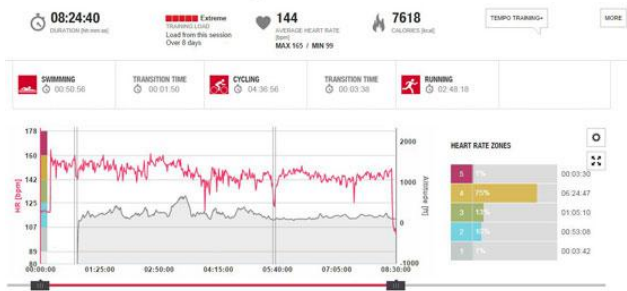 08:24:40
DURATION [hh:mm:ss]
Extreme
TRAINING LOAD
Load from this session
Over 8 days
144
AVERAGE HEART RATE
[bpm]
MAX 165 / MIN 99
7618
CALORIES [kcal]
TEMPO TRAINING+
MORE
SWIMMING
00:50:56
TRANSITION TIME
00:01:50
CYCLING
04:36:56
TRANSITION TIME
00:03:38
RUNNING
02:48:18
HR [bpm]
178
160
142
125
107
89
80
2000
1000
0
-1000
Altitude [ft]
00:00:00
01:25:00
02:50:00
04:15:00
05:40:00
07:05:00
08:30:00
HEART RATE ZONES
5 00:03:30
4 75% 06:24:47
3 13% 01:05:10
2 10% 00:53:08
1 00:03:42